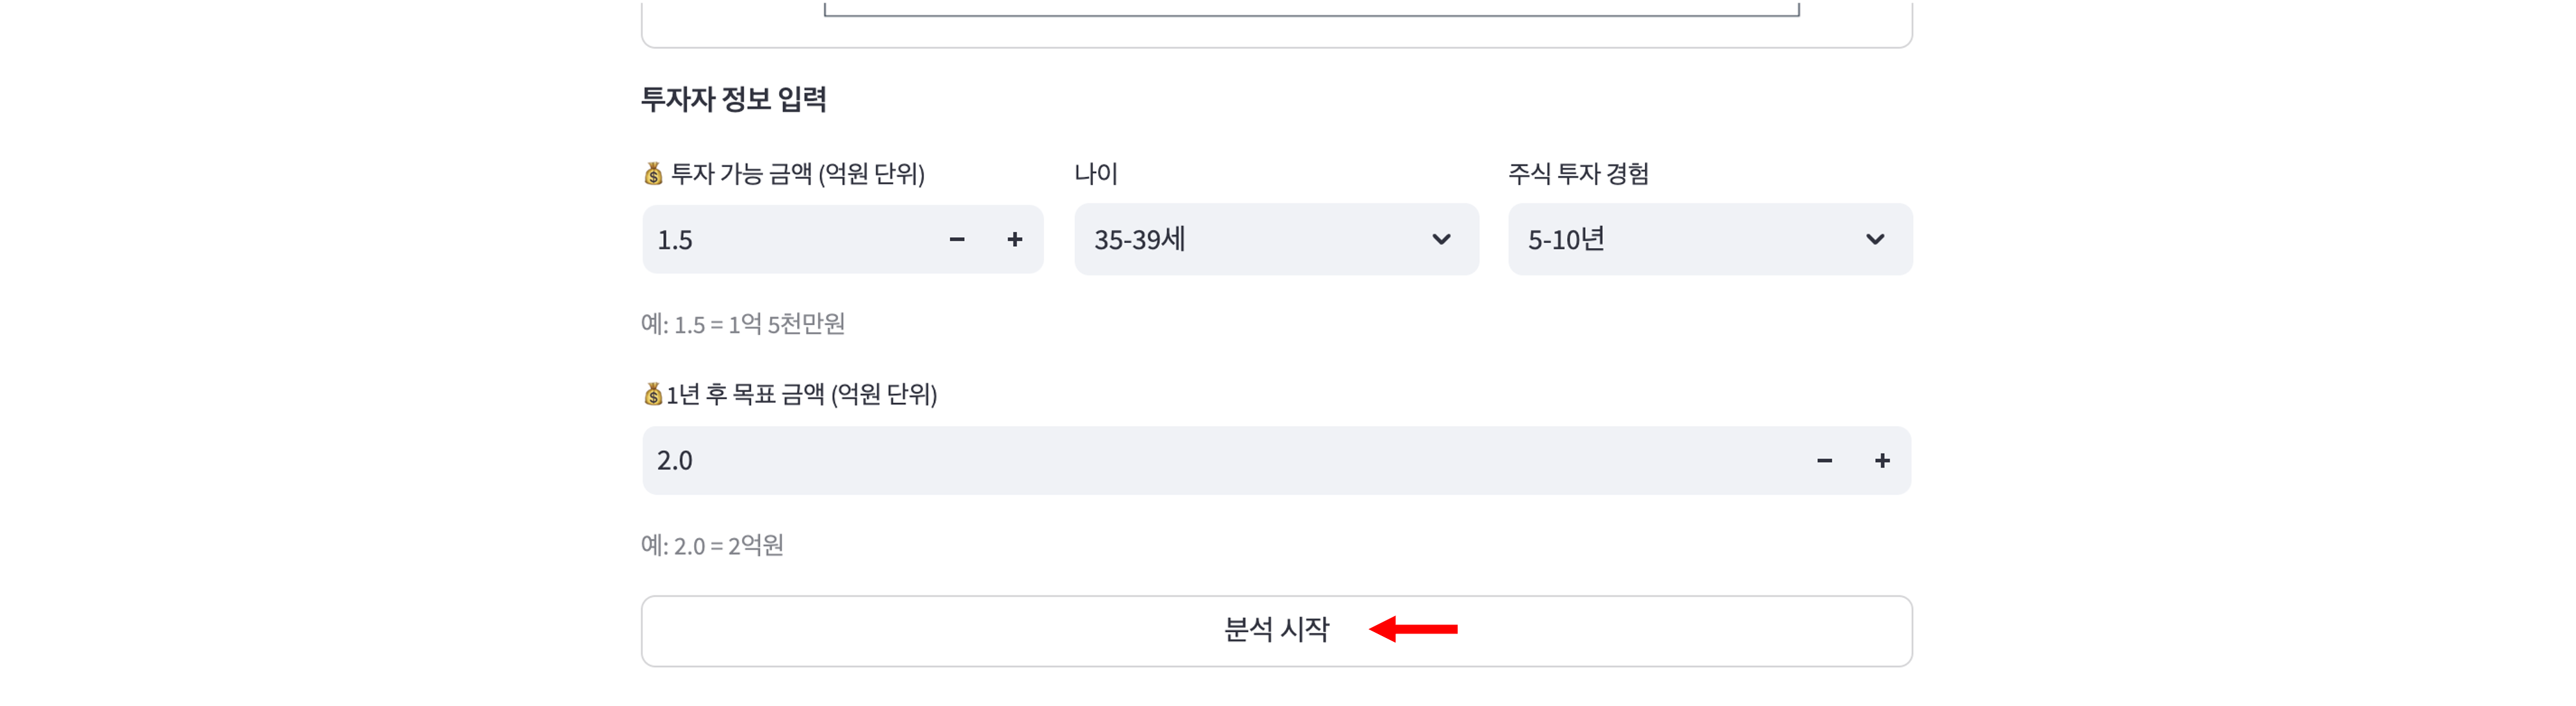 투자자 정보 입력
💰 투자 가능 금액 (억원 단위)
나이
주식 투자 경험
1.5
35-39세
5-10년
예: 1.5 = 1억 5천만원
💰1년 후 목표 금액 (억원 단위)
2.0
예: 2.0 = 2억원
분석 시작